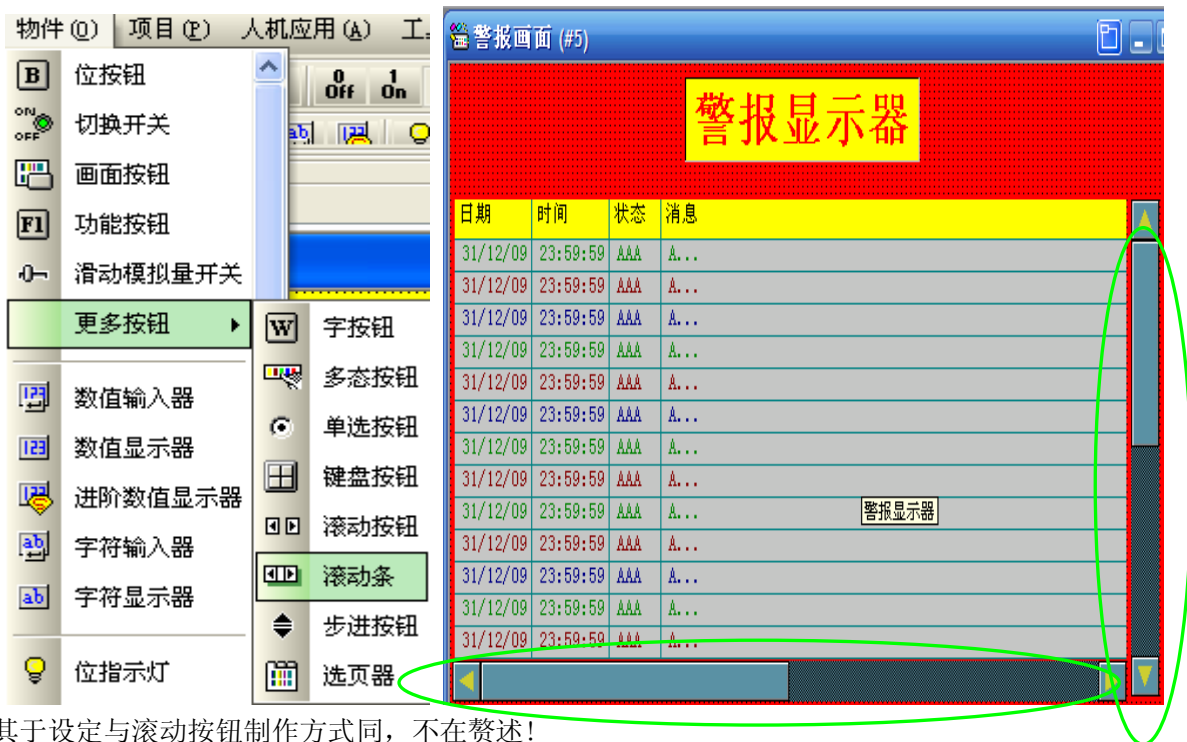 物件(O) 项目(P) 人机应用(A) 工
位按钮
切换开关
画面按钮
功能按钮
滑动模拟量开关
更多按钮
数值输入器
数值显示器
进阶数值显示器
字符输入器
字符显示器
位指示灯
0 Off 1 On
字按钮
多态按钮
单选按钮
键盘按钮
滚动按钮
滚动条
步进按钮
选页器
警报画面 (#5)
警报显示器
日期 时间 状态 消息
31/12/09 23:59:59 AAA A...
31/12/09 23:59:59 AAA A...
31/12/09 23:59:59 AAA A...
31/12/09 23:59:59 AAA A...
31/12/09 23:59:59 AAA A...
31/12/09 23:59:59 AAA A...
31/12/09 23:59:59 AAA A...
31/12/09 23:59:59 AAA A...
31/12/09 23:59:59 AAA A...
警报显示器
31/12/09 23:59:59 AAA A...
31/12/09 23:59:59 AAA A...
31/12/09 23:59:59 AAA A...
31/12/09 23:59:59 AAA A...
其于设定与滚动按钮制作方式同，不在赘述！